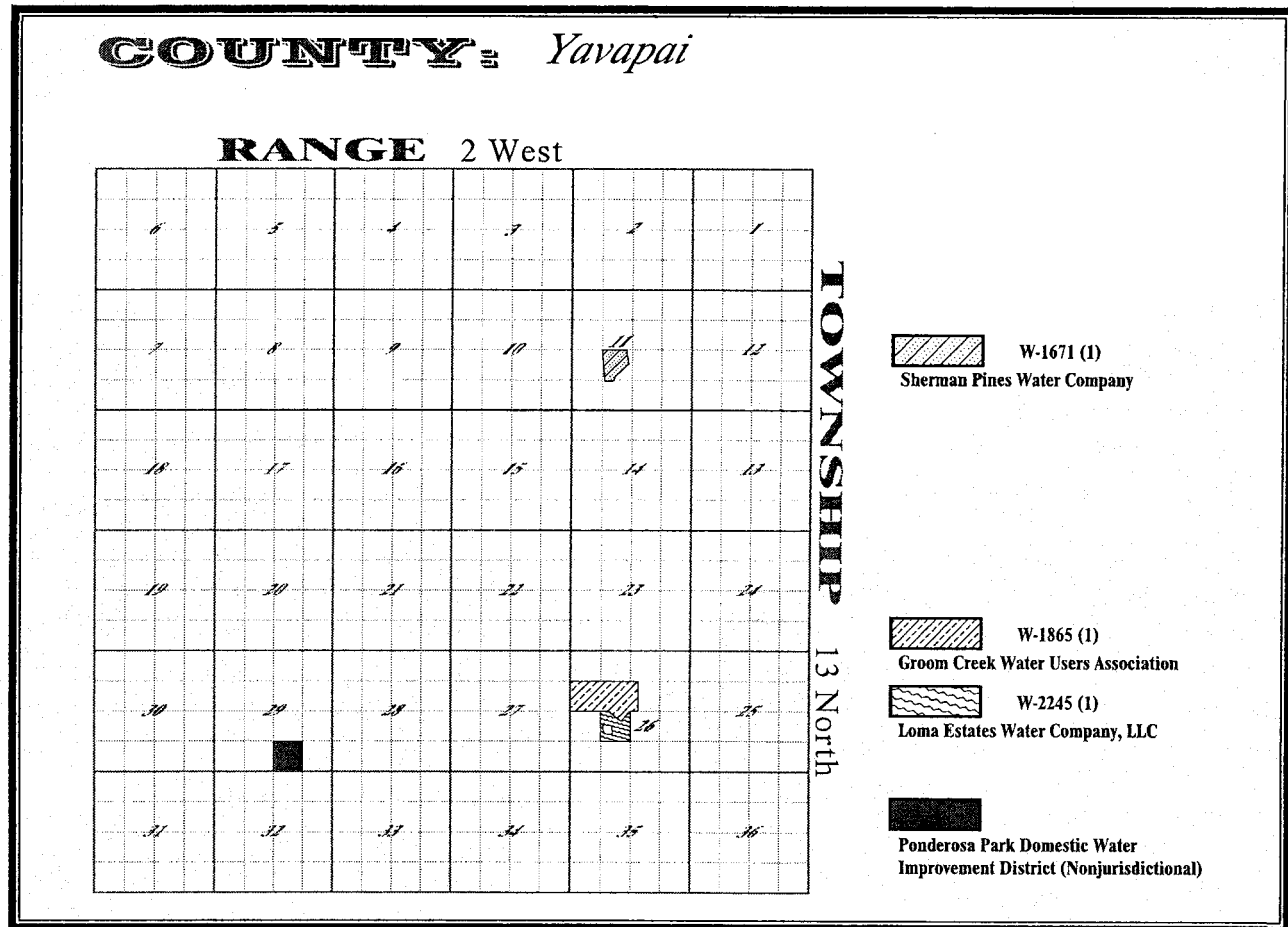 COUNTY: Yavapai
RANGE 2 West
6 5 4 3 2 1
7 8 9 10 11 12
18 17 16 15 14 13
19 20 21 22 23 24
30 29 28 27 26 25
31 32 33 34 35 36
TOWNSHIP 13 North
W-1671 (1)
Sherman Pines Water Company
W-1865 (1)
Groom Creek Water Users Association
W-2245 (1)
Loma Estates Water Company, LLC
Ponderosa Park Domestic Water
Improvement District (Nonjurisdictional)